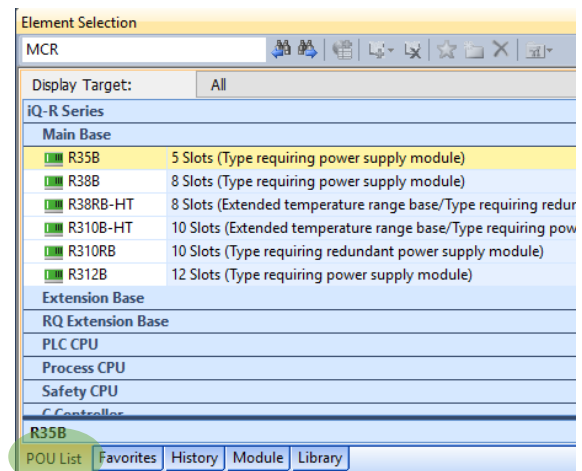 Element Selection
MCR
Display Target: All
iQ-R Series
Main Base
R35B 5 Slots (Type requiring power supply module)
R38B 8 Slots (Type requiring power supply module)
R38RB-HT 8 Slots (Extended temperature range base/Type requiring redur
R310B-HT 10 Slots (Extended temperature range base/Type requiring pow
R310RB 10 Slots (Type requiring redundant power supply module)
R312B 12 Slots (Type requiring power supply module)
Extension Base
RQ Extension Base
PLC CPU
Process CPU
Safety CPU
C Controller
R35B
POU List Favorites History Module Library